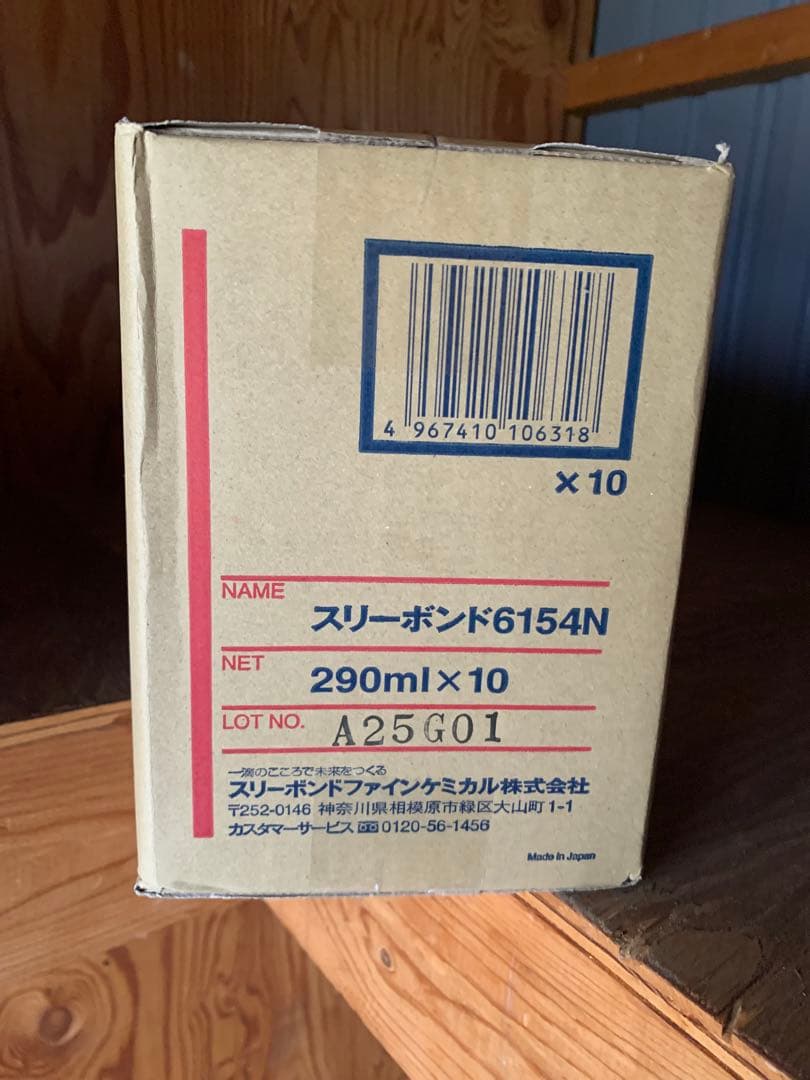 4 967410 106318
×10
NAME
スリーボンド6154N
NET
290ml×10
LOT NO. A25G01
一滴のこころで未来をつくる
スリーボンドファインケミカル株式会社
〒252-0146 神奈川県相模原市緑区大山町1-1
カスタマーサービス 0120-56-1456
Made in Japan